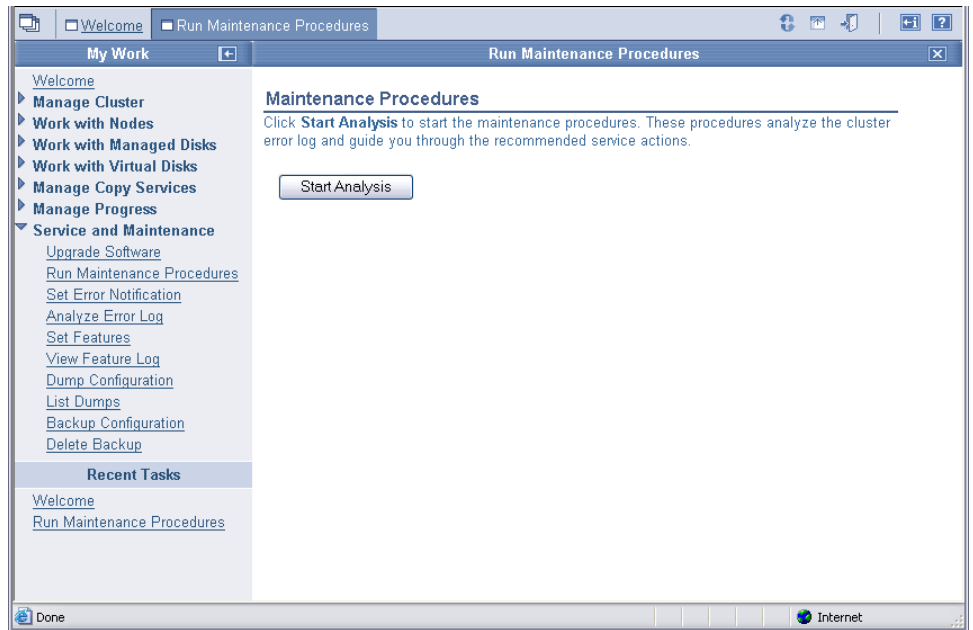 Welcome
Run Maintenance Procedures
My Work
Run Maintenance Procedures
Welcome
Manage Cluster
Work with Nodes
Work with Managed Disks
Work with Virtual Disks
Manage Copy Services
Manage Progress
Service and Maintenance
Upgrade Software
Run Maintenance Procedures
Set Error Notification
Analyze Error Log
Set Features
View Feature Log
Dump Configuration
List Dumps
Backup Configuration
Delete Backup
Recent Tasks
Welcome
Run Maintenance Procedures
Maintenance Procedures
Click Start Analysis to start the maintenance procedures. These procedures analyze the cluster
error log and guide you through the recommended service actions.
Start Analysis
Done
Internet